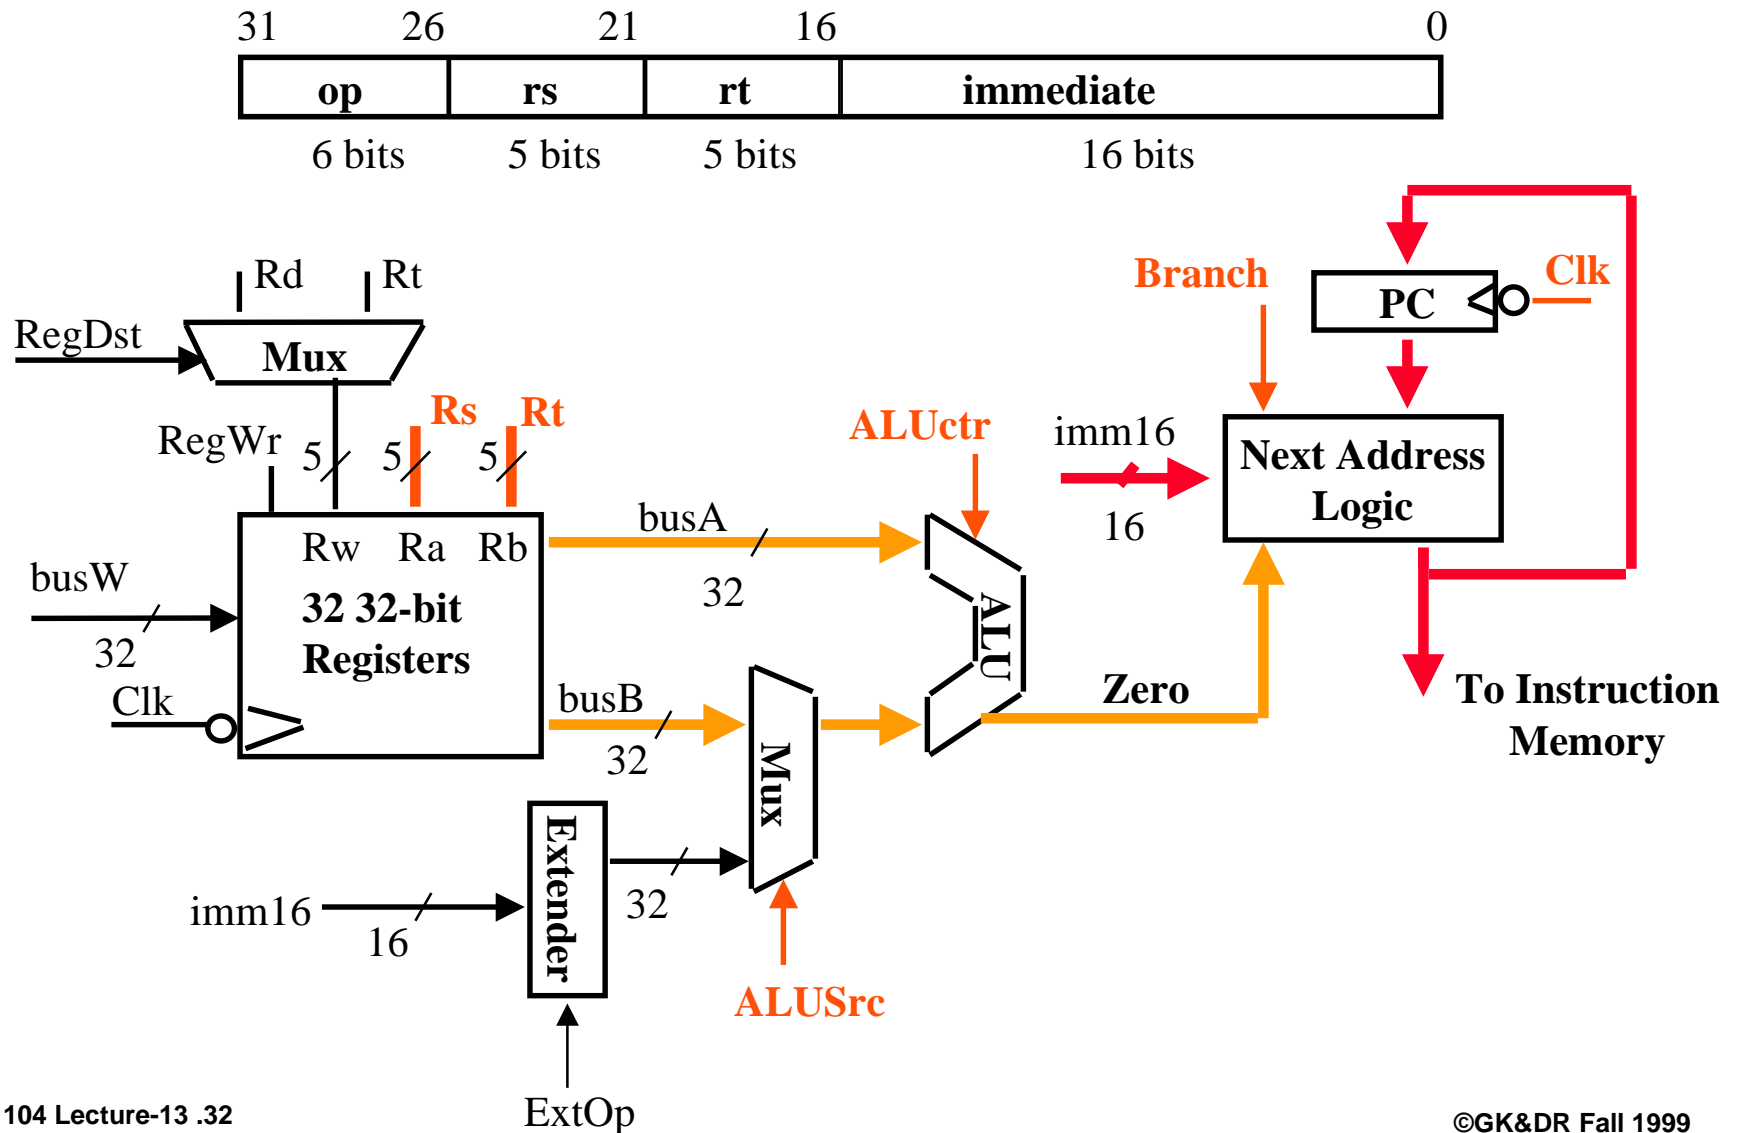 31 26 21 16 0
op rs rt immediate
6 bits 5 bits 5 bits 16 bits
Rd Rt
RegDst
Mux
Branch
Clk
PC
RegWr
5
5
5
Rs
Rt
ALUctr
imm16
16
Next Address
Logic
busA
32
Rw Ra Rb
32 32-bit
Registers
busW
32
Clk
busB
32
Mux
ALU
Zero
To Instruction
Memory
Extender
imm16
16
32
ALUSrc
ExtOp
104 Lecture-13 .32
©GK&DR Fall 1999